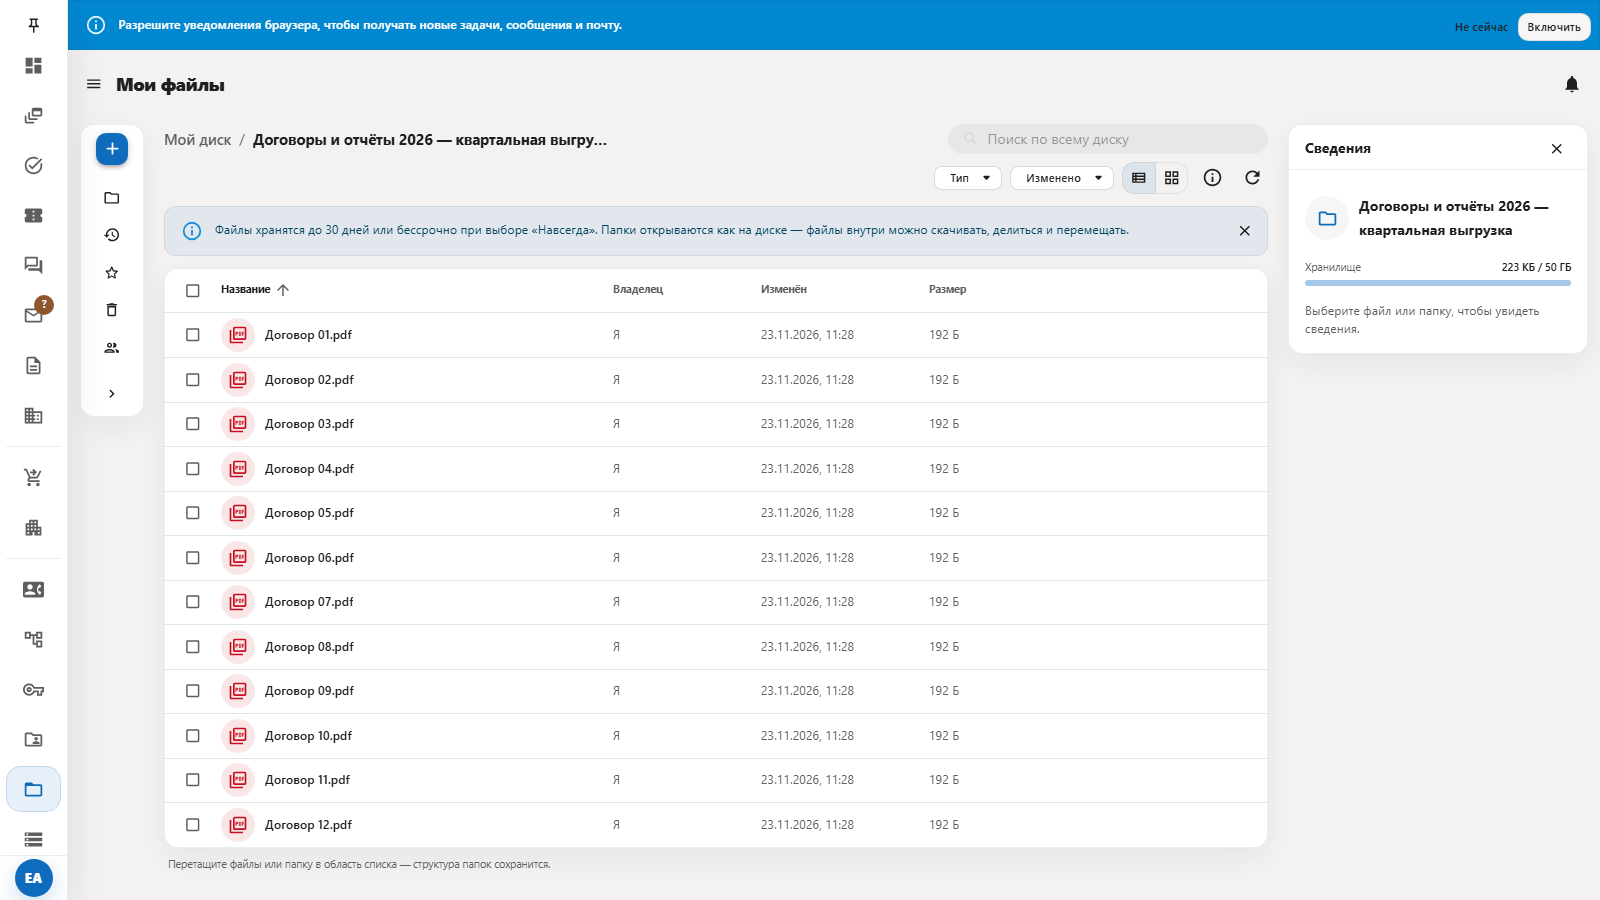 Разрешите уведомления браузера, чтобы получать новые задачи, сообщения и почту.
Не сейчас
Включить
Мои файлы
Мой диск / Договоры и отчёты 2026 — квартальная выгру...
Поиск по всему диску
Тип
Изменено
Файлы хранятся до 30 дней или бессрочно при выборе «Навсегда». Папки открываются как на диске — файлы внутри можно скачивать, делиться и перемещать.
Название Владелец Изменён Размер
Договор 01.pdf Я 23.11.2026, 11:28 192 Б
Договор 02.pdf Я 23.11.2026, 11:28 192 Б
Договор 03.pdf Я 23.11.2026, 11:28 192 Б
Договор 04.pdf Я 23.11.2026, 11:28 192 Б
Договор 05.pdf Я 23.11.2026, 11:28 192 Б
Договор 06.pdf Я 23.11.2026, 11:28 192 Б
Договор 07.pdf Я 23.11.2026, 11:28 192 Б
Договор 08.pdf Я 23.11.2026, 11:28 192 Б
Договор 09.pdf Я 23.11.2026, 11:28 192 Б
Договор 10.pdf Я 23.11.2026, 11:28 192 Б
Договор 11.pdf Я 23.11.2026, 11:28 192 Б
Договор 12.pdf Я 23.11.2026, 11:28 192 Б
Перетащите файлы или папку в область списка — структура папок сохранится.
Сведения
Договоры и отчёты 2026 —
квартальная выгрузка
Хранилище 223 КБ / 50 ГБ
Выберите файл или папку, чтобы увидеть
сведения.
?
EA